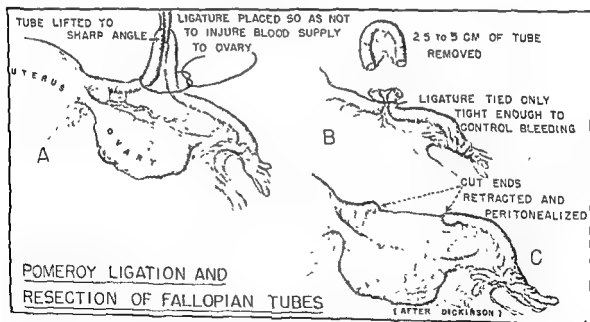 TUBE LIFTED TO
SHARP ANGLE
LIGATURE PLACED SO AS NOT
TO INJURE BLOOD SUPPLY
TO OVARY
UTERUS
OVARY
A
2.5 TO 5 CM OF TUBE
REMOVED
LIGATURE TIED ONLY
TIGHT ENOUGH TO
CONTROL BLEEDING
B
CUT ENDS
RETRACTED AND
PERITONEALIZED
C
POMEROY LIGATION AND
RESECTION OF FALLOPIAN TUBES
(AFTER DICKINSON)